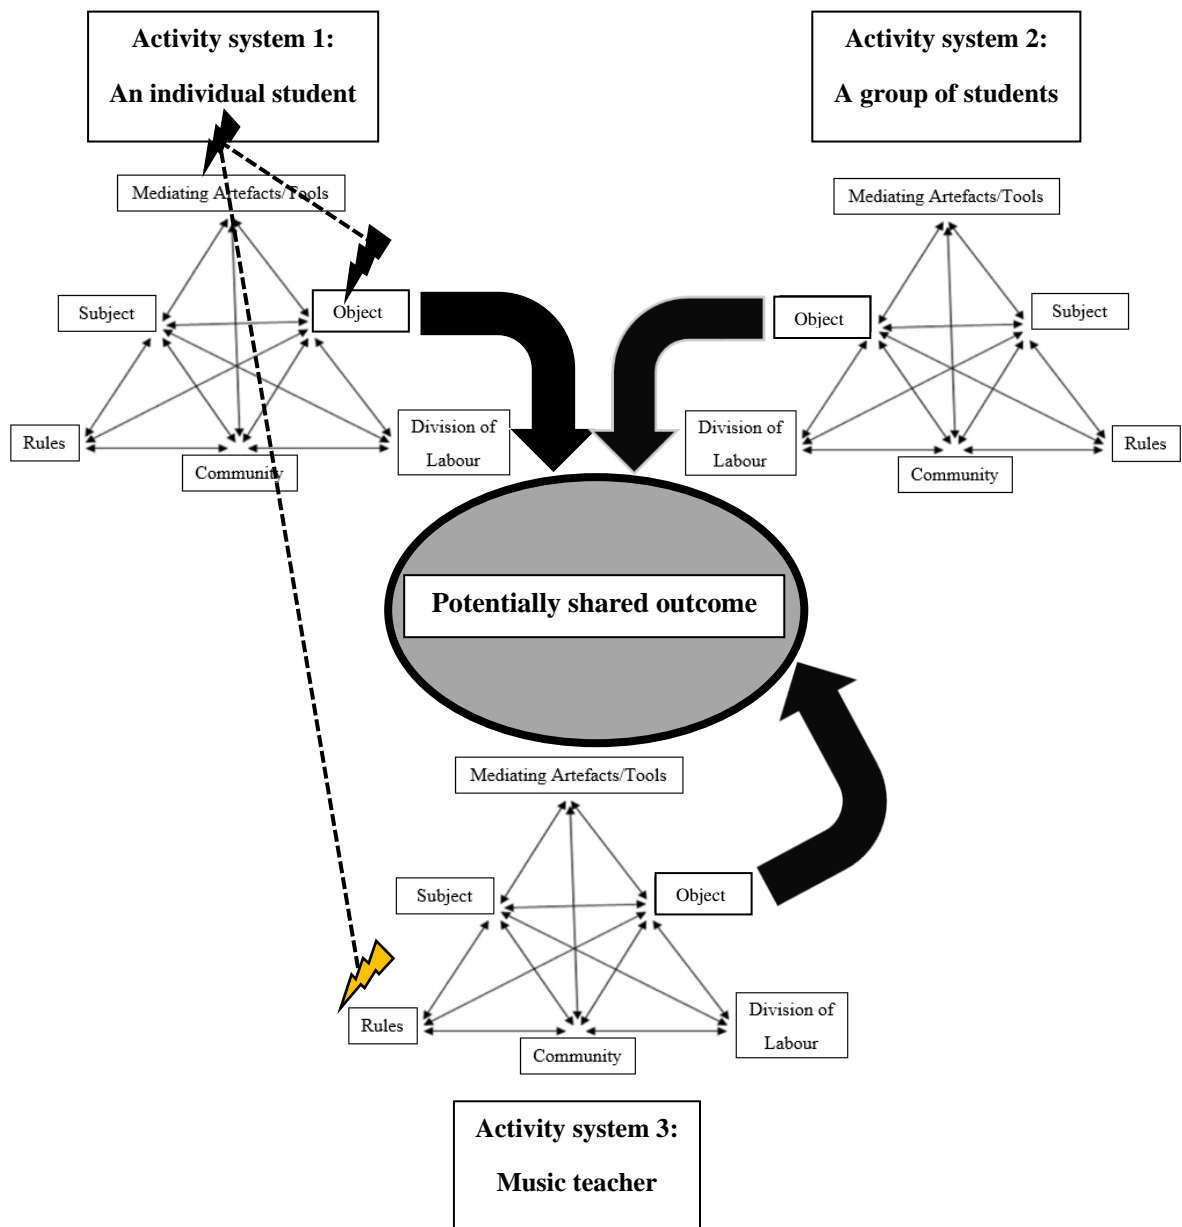 Activity system 1:
An individual student
Activity system 2:
A group of students
Mediating Artefacts/Tools
Mediating Artefacts/Tools
Subject
Object
Object
Subject
Rules
Division of
Labour
Community
Division of
Labour
Rules
Community
Potentially shared outcome
Mediating Artefacts/Tools
Subject
Object
Rules
Division of
Labour
Community
Activity system 3:
Music teacher